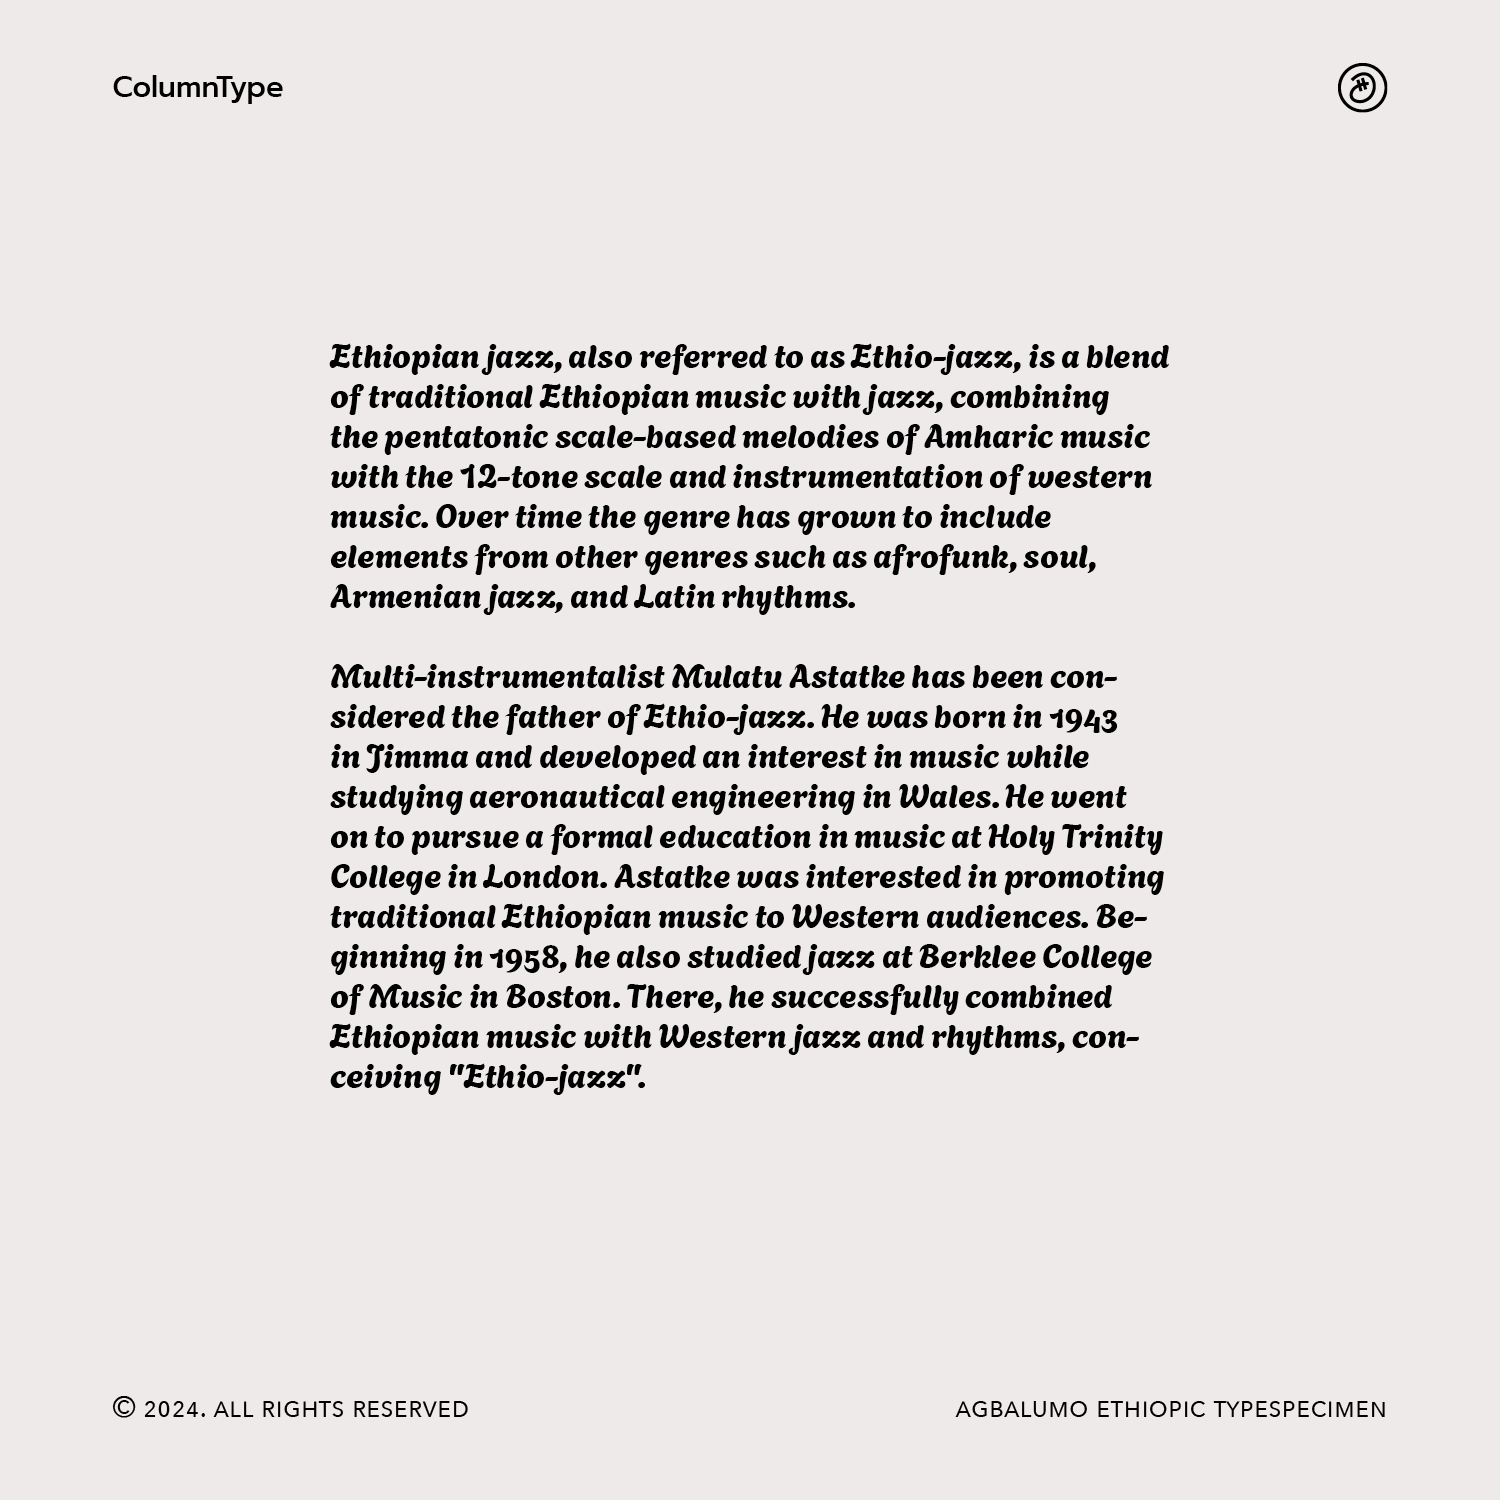 ColumnType
Ethiopian jazz, also referred to as Ethio-jazz, is a blend
of traditional Ethiopian music with jazz, combining
the pentatonic scale-based melodies of Amharic music
with the 12-tone scale and instrumentation of western
music. Over time the genre has grown to include
elements from other genres such as afrofunk, soul,
Armenian jazz, and Latin rhythms.
Multi-instrumentalist Mulatu Astatke has been con-
sidered the father of Ethio-jazz. He was born in 1943
in Jimma and developed an interest in music while
studying aeronautical engineering in Wales. He went
on to pursue a formal education in music at Holy Trinity
College in London. Astatke was interested in promoting
traditional Ethiopian music to Western audiences. Be-
ginning in 1958, he also studied jazz at Berklee College
of Music in Boston. There, he successfully combined
Ethiopian music with Western jazz and rhythms, con-
ceiving "Ethio-jazz".
© 2024. ALL RIGHTS RESERVED
AGBALUMO ETHIOPIC TYPESPECIMEN